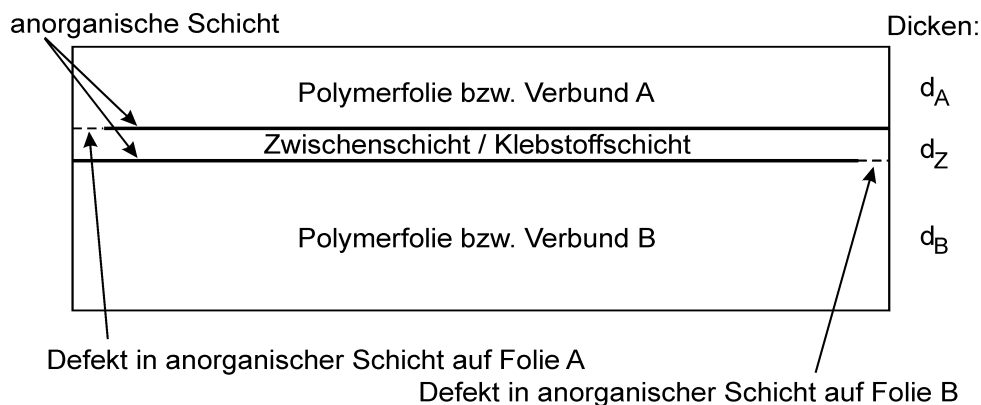 anorganische Schicht
Dicken:
Polymerfolie bzw. Verbund A
dA
Zwischenschicht / Klebstoffschicht
dZ
Polymerfolie bzw. Verbund B
dB
Defekt in anorganischer Schicht auf Folie A
Defekt in anorganischer Schicht auf Folie B